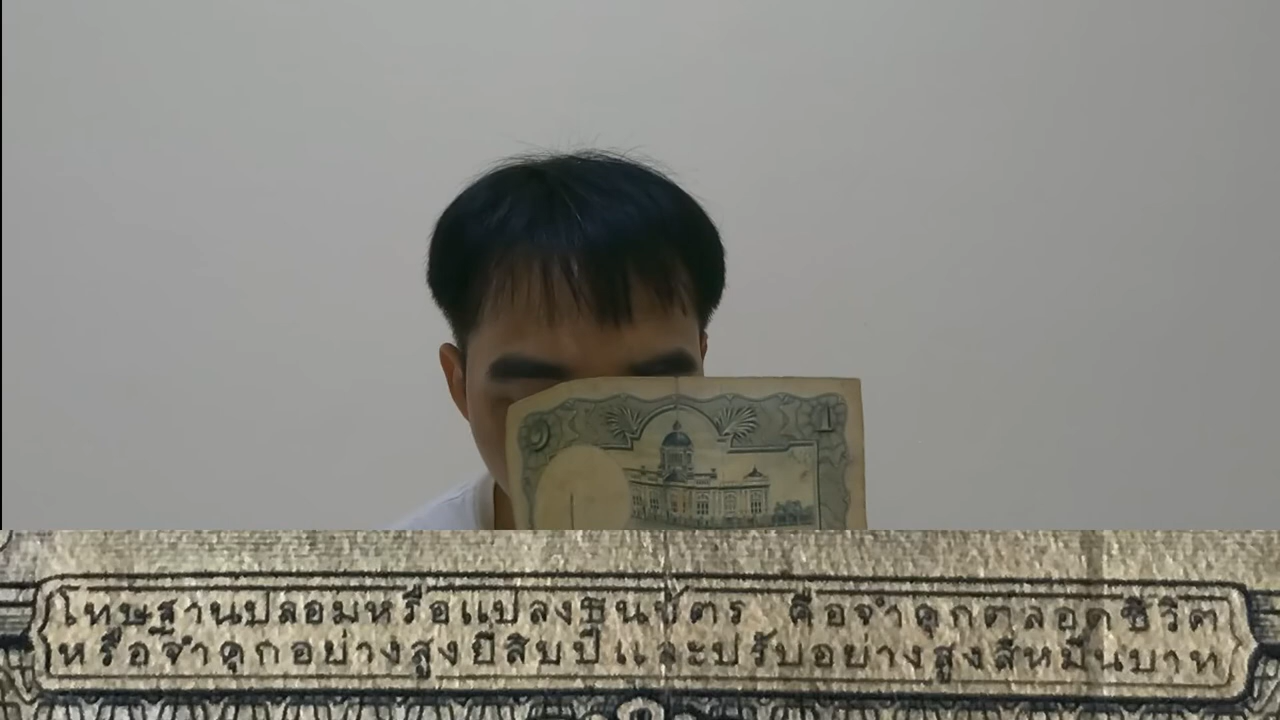 ๑
1
โทษฐานปลอมหรือแปลงธนบัตร คือจำคุกตลอดชีวิต
หรือจำคุกอย่างสูงยี่สิบปีและปรับอย่างสูงสี่หมื่นบาท